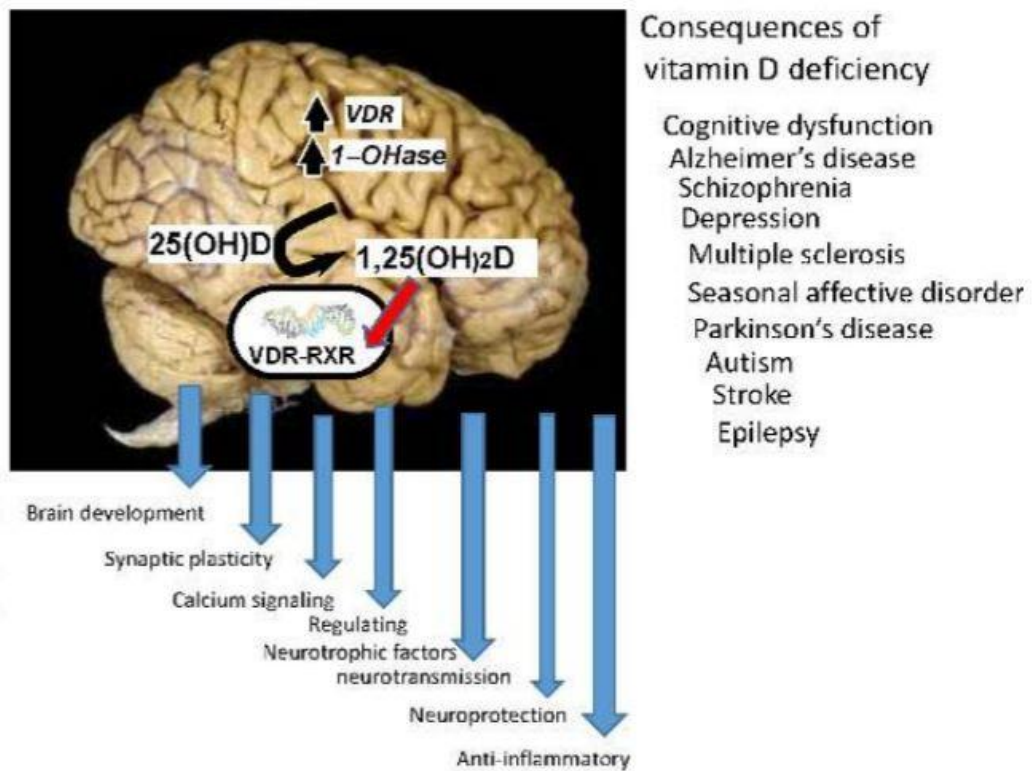 Consequences of
vitamin D deficiency
Cognitive dysfunction
Alzheimer's disease
Schizophrenia
Depression
Multiple sclerosis
Seasonal affective disorder
Parkinson's disease
Autism
Stroke
Epilepsy
VDR
1–OHase
25(OH)D
1,25(OH)2D
VDR-RXR
Brain development
Synaptic plasticity
Calcium signaling
Regulating
Neurotrophic factors
neurotransmission
Neuroprotection
Anti-inflammatory